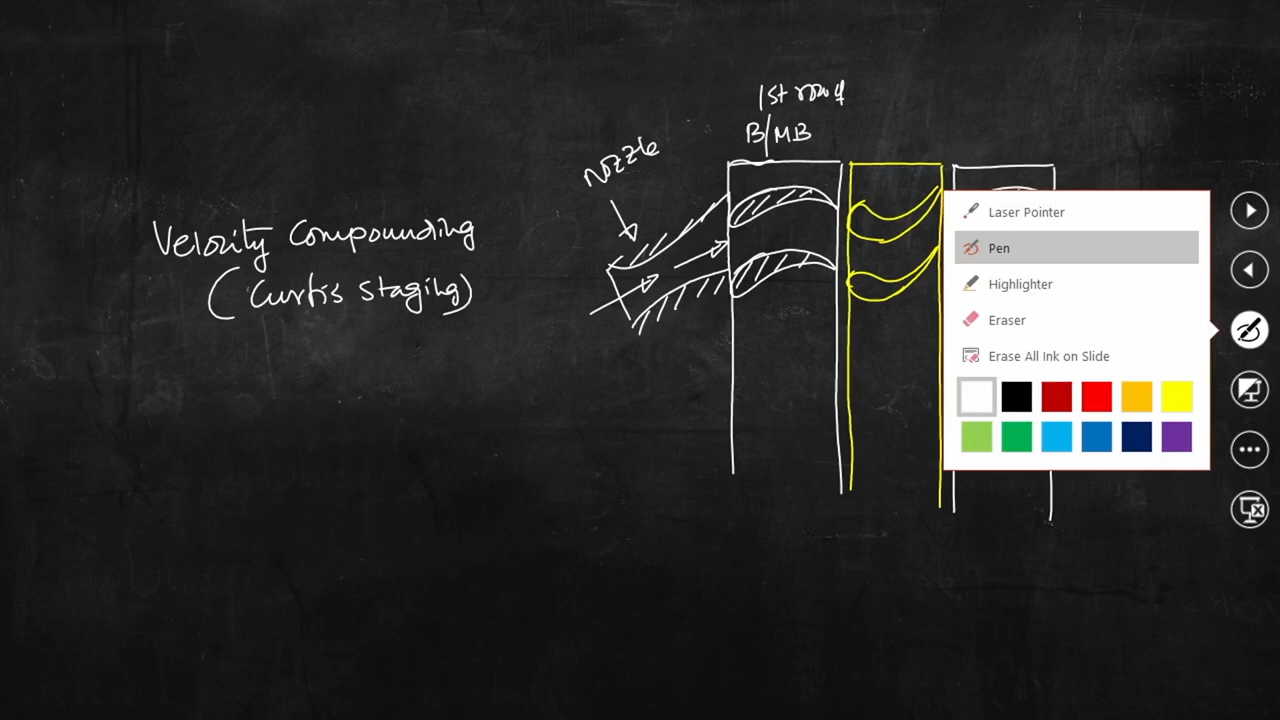 1st row of
B/MB
Nozzle
Velocity Compounding
(Curtis staging)
Laser Pointer
Pen
Highlighter
Eraser
Erase All Ink on Slide